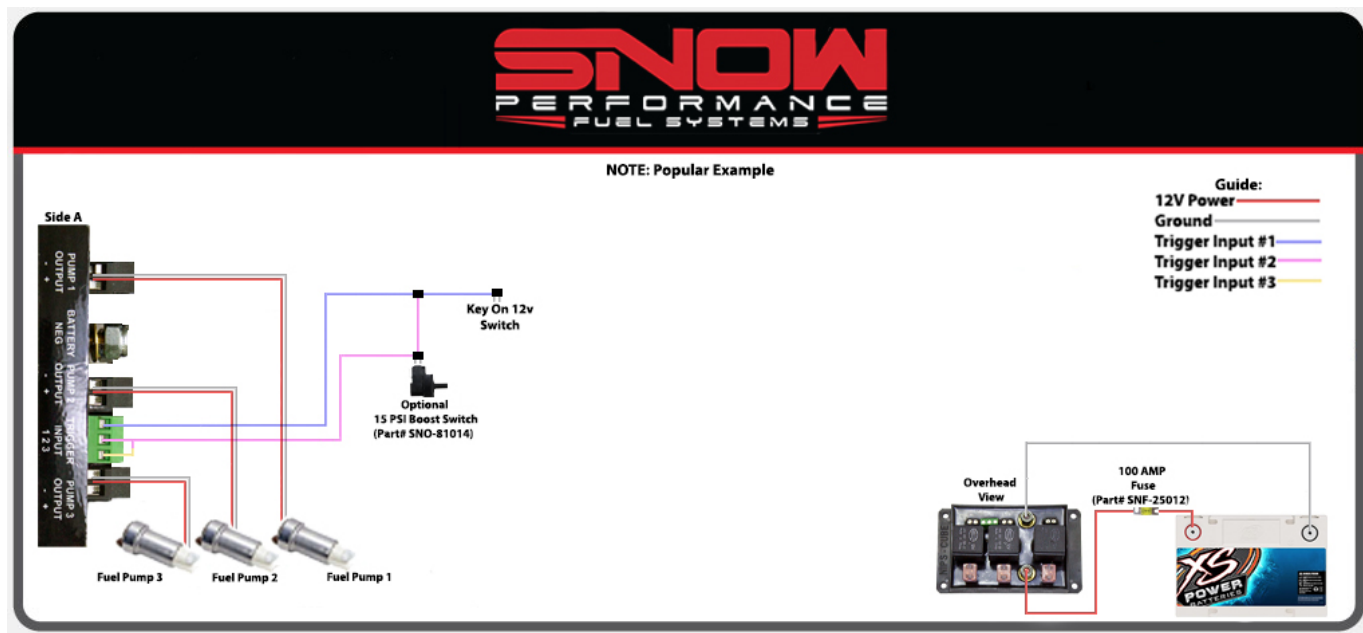 SNOW
PERFORMANCE
FUEL SYSTEMS
NOTE: Popular Example
Guide:
12V Power
Ground
Trigger Input #1
Trigger Input #2
Trigger Input #3
Side A
PUMP 1
OUTPUT
- +
BATTERY
NEG
PUMP 2
OUTPUT
- +
TRIGGER
INPUT
1 2 3
PUMP 3
OUTPUT
- +
Key On 12v
Switch
Optional
15 PSI Boost Switch
(Part# SNO-81014)
Fuel Pump 3
Fuel Pump 2
Fuel Pump 1
Overhead
View
100 AMP
Fuse
(Part# SNF-25012)
XS
POWER
BATTERIES